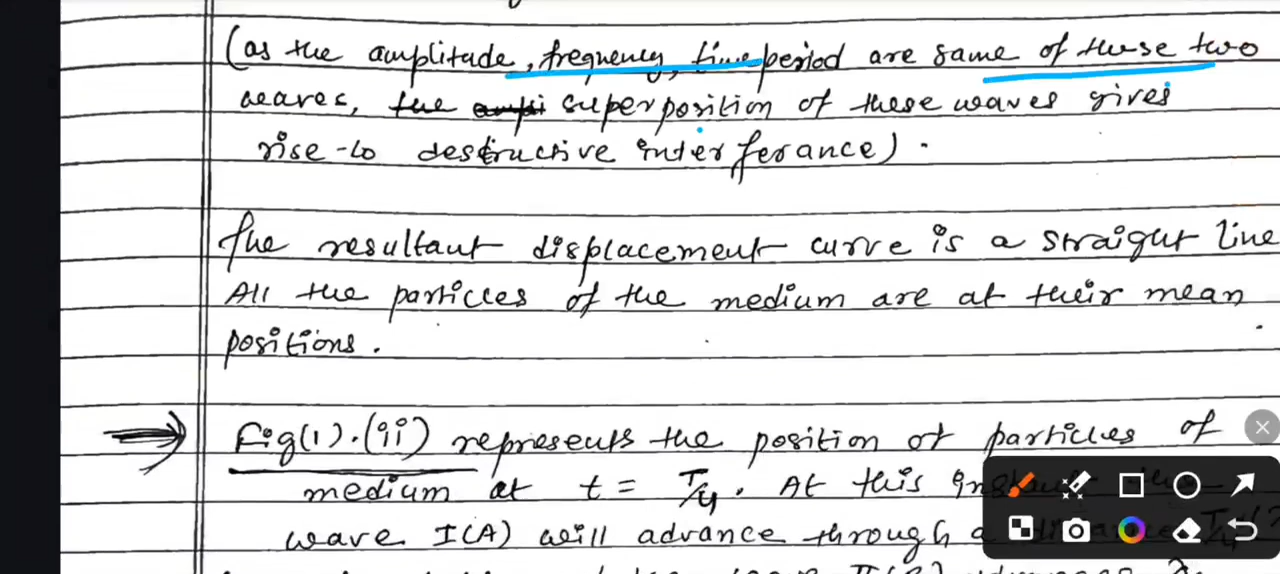 (as the amplitude, frequency, time period are same of these two
waves, the superposition of these waves gives
rise to destructive interferance).
The resultant displacement curve is a straight line
All the particles of the medium are at their mean
positions.
Fig(1).(ii) represents the position of particles of
medium at t = T/4. At this
wave I(A) will advance through a